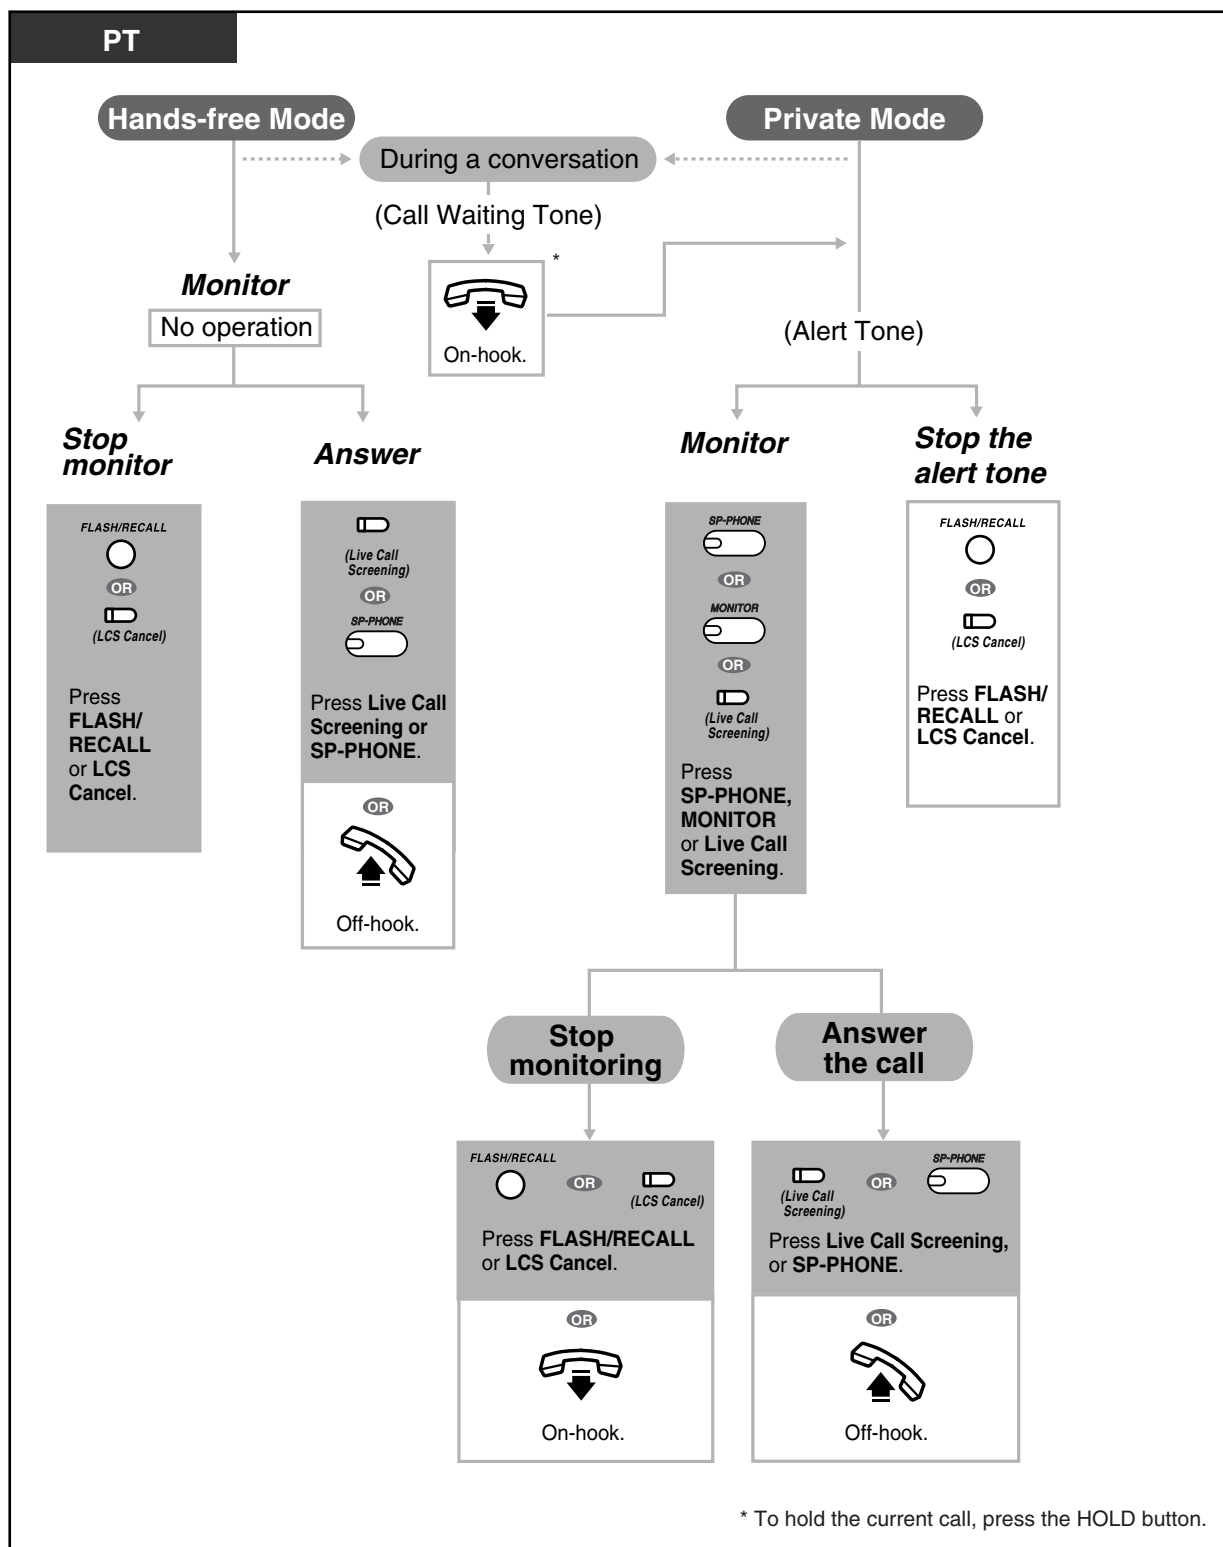 PT
Hands-free Mode
Private Mode
During a conversation
(Call Waiting Tone)
*
On-hook.
Monitor
No operation
(Alert Tone)
Stop
monitor
FLASH/RECALL
OR
(LCS Cancel)
Press
FLASH/
RECALL
or LCS
Cancel.
Answer
(Live Call
Screening)
OR
SP-PHONE
Press Live Call
Screening or
SP-PHONE.
OR
Off-hook.
Monitor
SP-PHONE
OR
MONITOR
OR
(Live Call
Screening)
Press
SP-PHONE,
MONITOR
or Live Call
Screening.
Stop the
alert tone
FLASH/RECALL
OR
(LCS Cancel)
Press FLASH/
RECALL or
LCS Cancel.
Stop
monitoring
FLASH/RECALL
OR
(LCS Cancel)
Press FLASH/RECALL
or LCS Cancel.
OR
On-hook.
Answer
the call
(Live Call
Screening)
OR
SP-PHONE
Press Live Call Screening,
or SP-PHONE.
OR
Off-hook.
* To hold the current call, press the HOLD button.